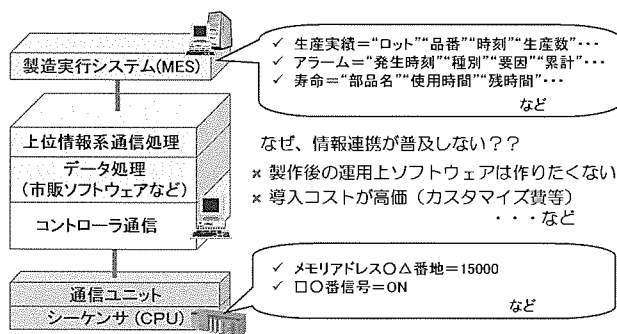 製造実行システム(MES)
✓ 生産実績=“ロット”“品番”“時刻”“生産数”・・・
✓ アラーム=“発生時刻”“種別”“要因”“累計”・・・
✓ 寿命=“部品名”“使用時間”“残時間”・・・
など
上位情報系通信処理
データ処理
(市販ソフトウェアなど)
コントローラ通信
なぜ、情報連携が普及しない??
× 製作後の運用上ソフトウェアは作りたくない
× 導入コストが高価(カスタマイズ費等)
・・・など
通信ユニット
シーケンサ(CPU)
✓ メモリアドレス○△番地=15000
✓ 口○番信号=ON
など